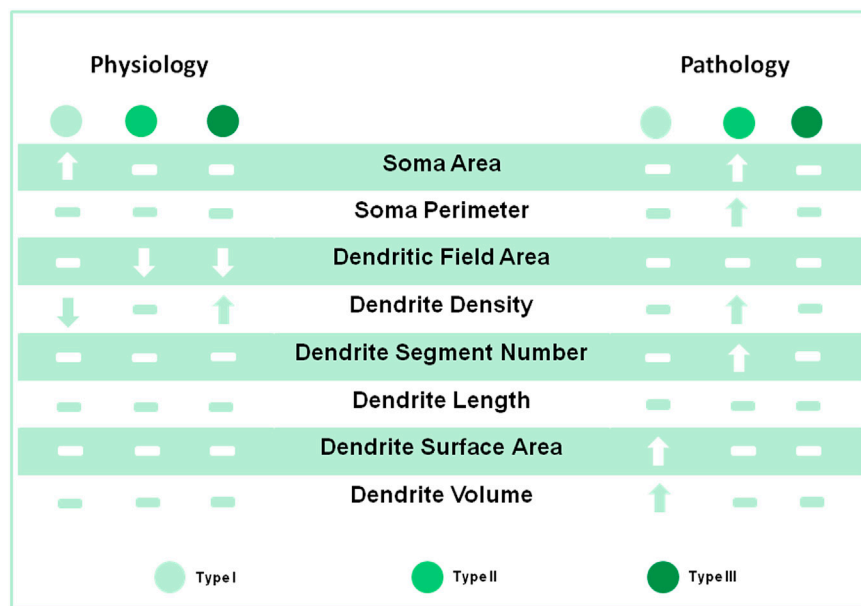 Physiology Pathology
Soma Area
Soma Perimeter
Dendritic Field Area
Dendrite Density
Dendrite Segment Number
Dendrite Length
Dendrite Surface Area
Dendrite Volume
Type I Type II Type III